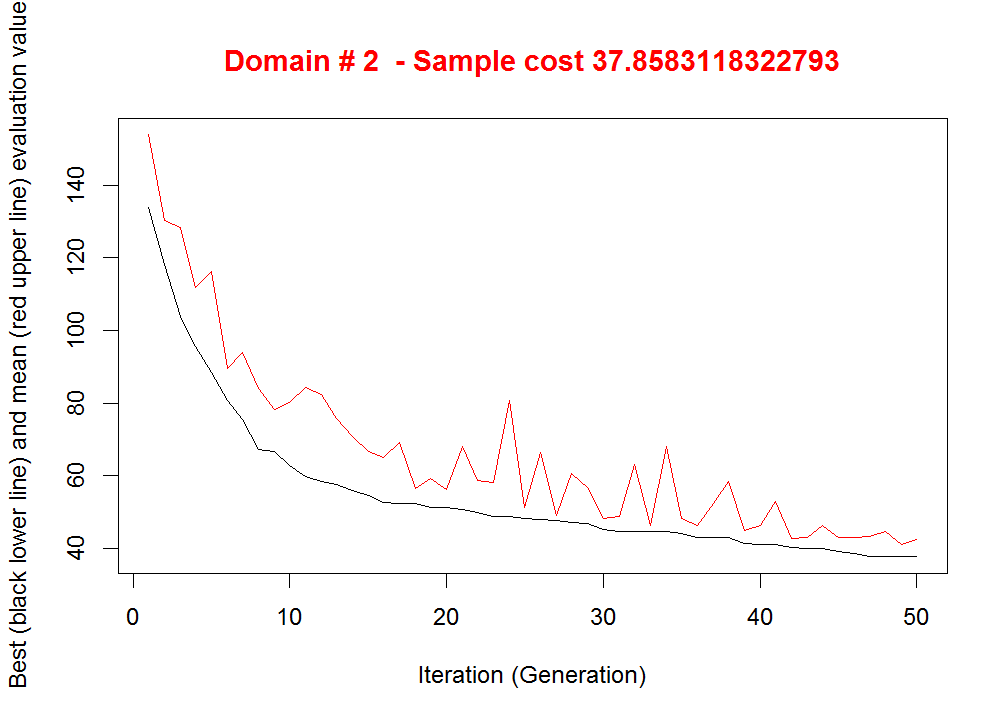 Domain # 2  - Sample cost 37.8583118322793
Best (black lower line) and mean (red upper line) evaluation value
140
120
100
80
60
40
0 10 20 30 40 50
Iteration (Generation)